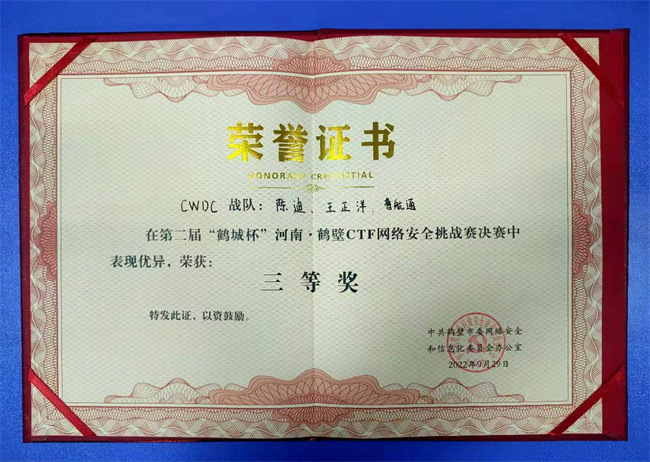 荣誉证书
HONORARY CREDENTIAL
CWDC 战队：陈迪、王正洋、鲁航通
在第二届“鹤城杯”河南·鹤壁CTF网络安全挑战赛决赛中
表现优异，荣获：
三等奖
特发此证，以资鼓励。
中共鹤壁市委网络安全
和信息化委员会办公室
2022年9月29日